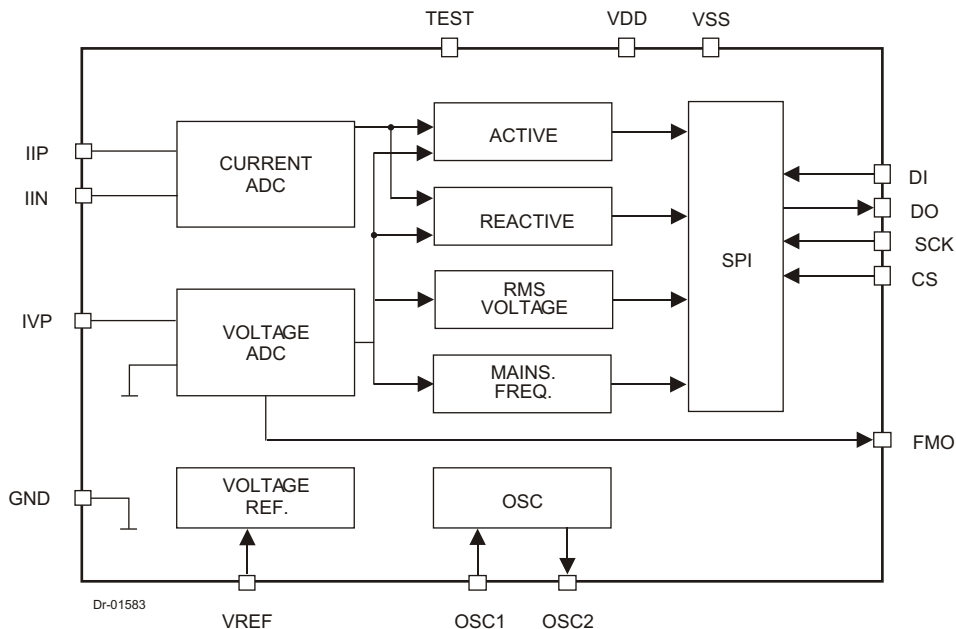 TEST
VDD
VSS
IIP
IIN
CURRENT
ADC
ACTIVE
REACTIVE
RMS
VOLTAGE
MAINS.
FREQ.
SPI
DI
DO
SCK
CS
IVP
VOLTAGE
ADC
FMO
GND
VOLTAGE
REF.
OSC
Dr-01583
VREF
OSC1
OSC2